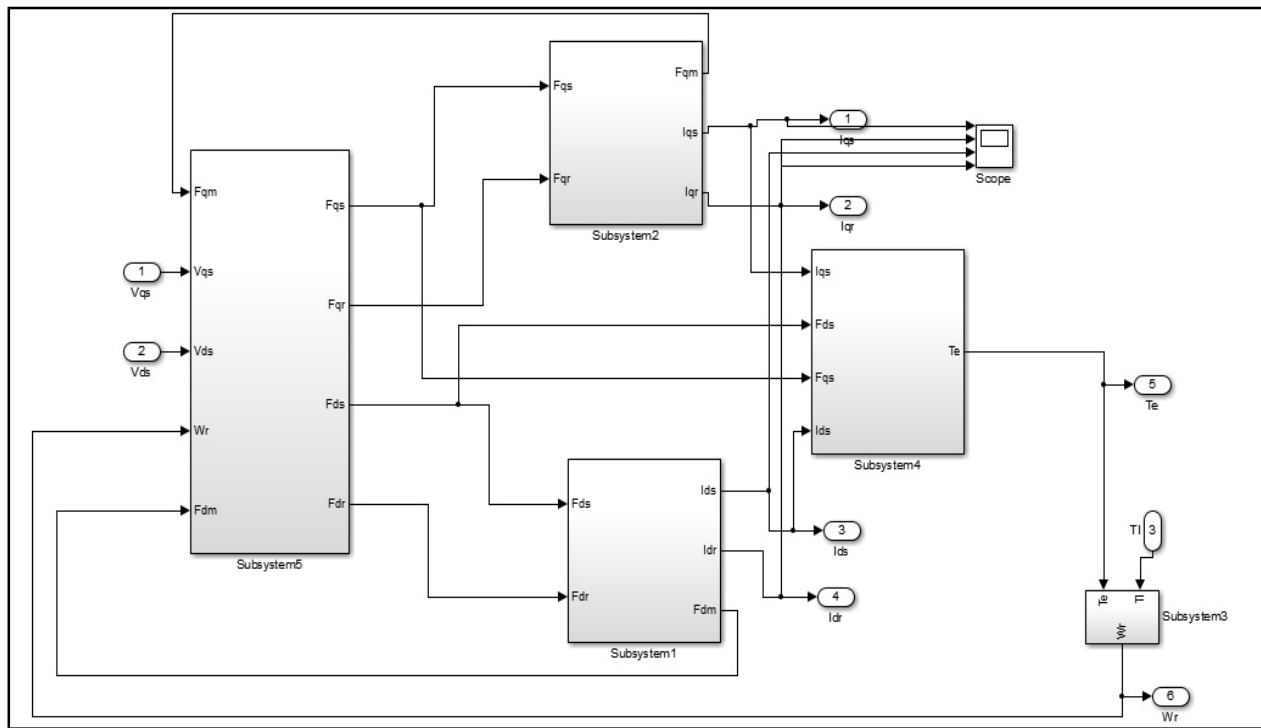 Fqm
Vqs
Vds
Wr
Fdm
Fqs
Fqr
Fds
Fdr
Subsystem5
1
Vqs
2
Vds
Fqs
Fqr
Fqm
Iqs
Iqr
Subsystem2
1
Iqs
2
Iqr
Scope
Iqs
Fds
Fqs
Ids
Te
Subsystem4
5
Te
Fds
Fdr
Ids
Idr
Fdm
Subsystem1
3
Ids
4
Idr
Tl
3
Te
Tl
Wr
Subsystem3
6
Wr